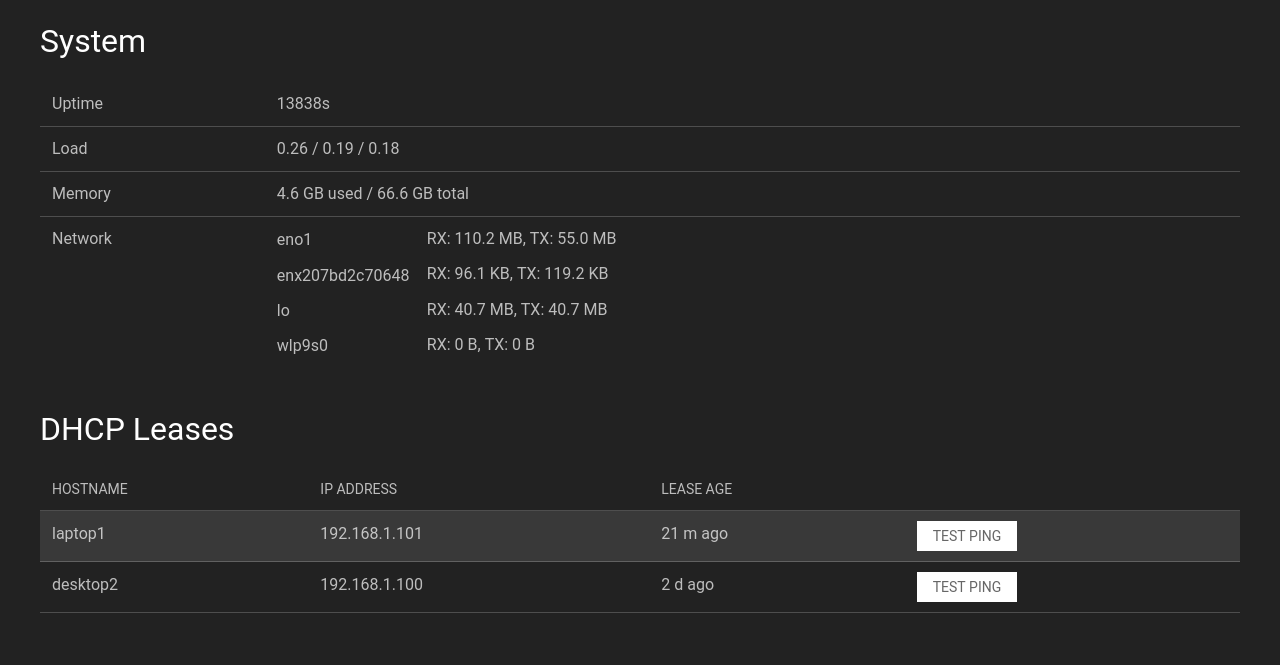 System
Uptime 13838s
Load 0.26 / 0.19 / 0.18
Memory 4.6 GB used / 66.6 GB total
Network eno1 RX: 110.2 MB, TX: 55.0 MB
enx207bd2c70648 RX: 96.1 KB, TX: 119.2 KB
lo RX: 40.7 MB, TX: 40.7 MB
wlp9s0 RX: 0 B, TX: 0 B
DHCP Leases
HOSTNAME IP ADDRESS LEASE AGE
laptop1 192.168.1.101 21 m ago TEST PING
desktop2 192.168.1.100 2 d ago TEST PING